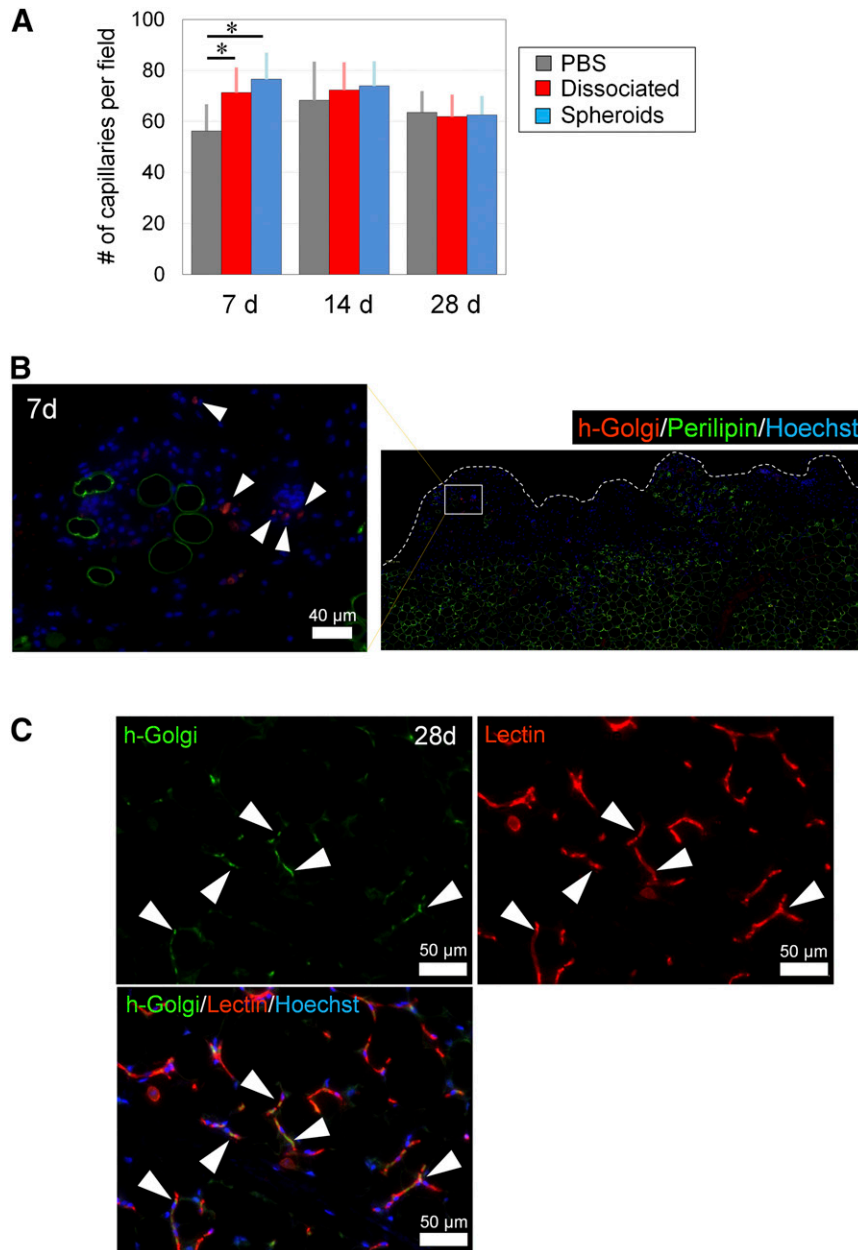 A
# of capillaries per field
100
80
60
40
20
0
* *
7 d 14 d 28 d
PBS
Dissociated
Spheroids
B
7d
40 µm
h-Golgi/Perilipin/Hoechst
C
h-Golgi 28d
50 µm
Lectin
50 µm
h-Golgi/Lectin/Hoechst
50 µm